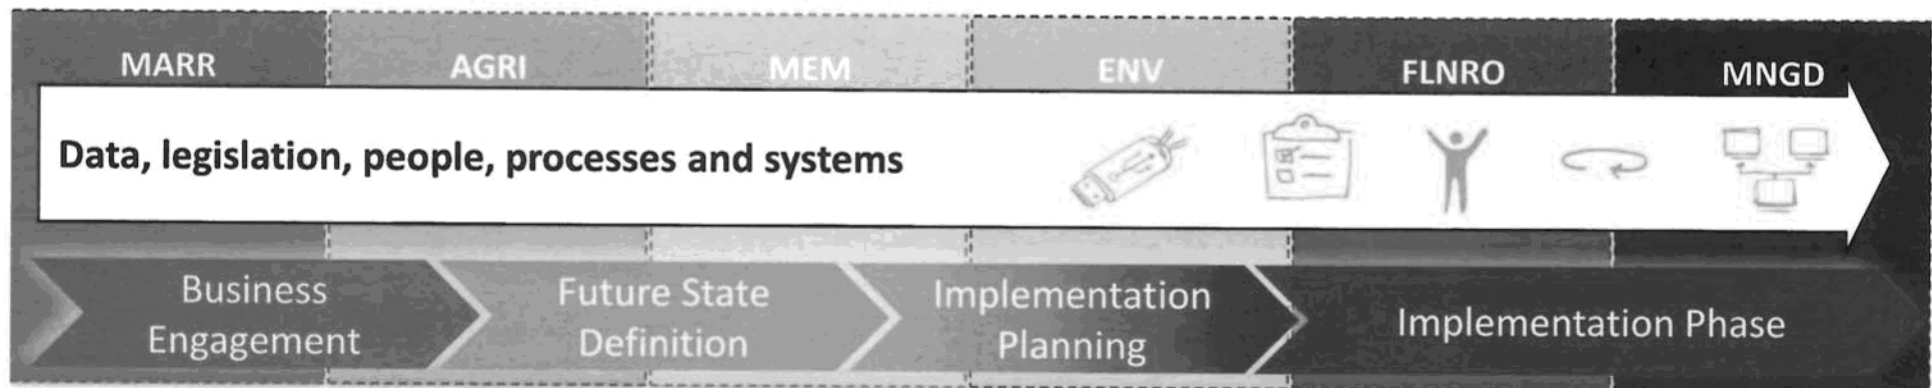 MARR AGRI MEM ENV FLNRO MNGD
Data, legislation, people, processes and systems
Business
Engagement
Future State
Definition
Implementation
Planning
Implementation Phase